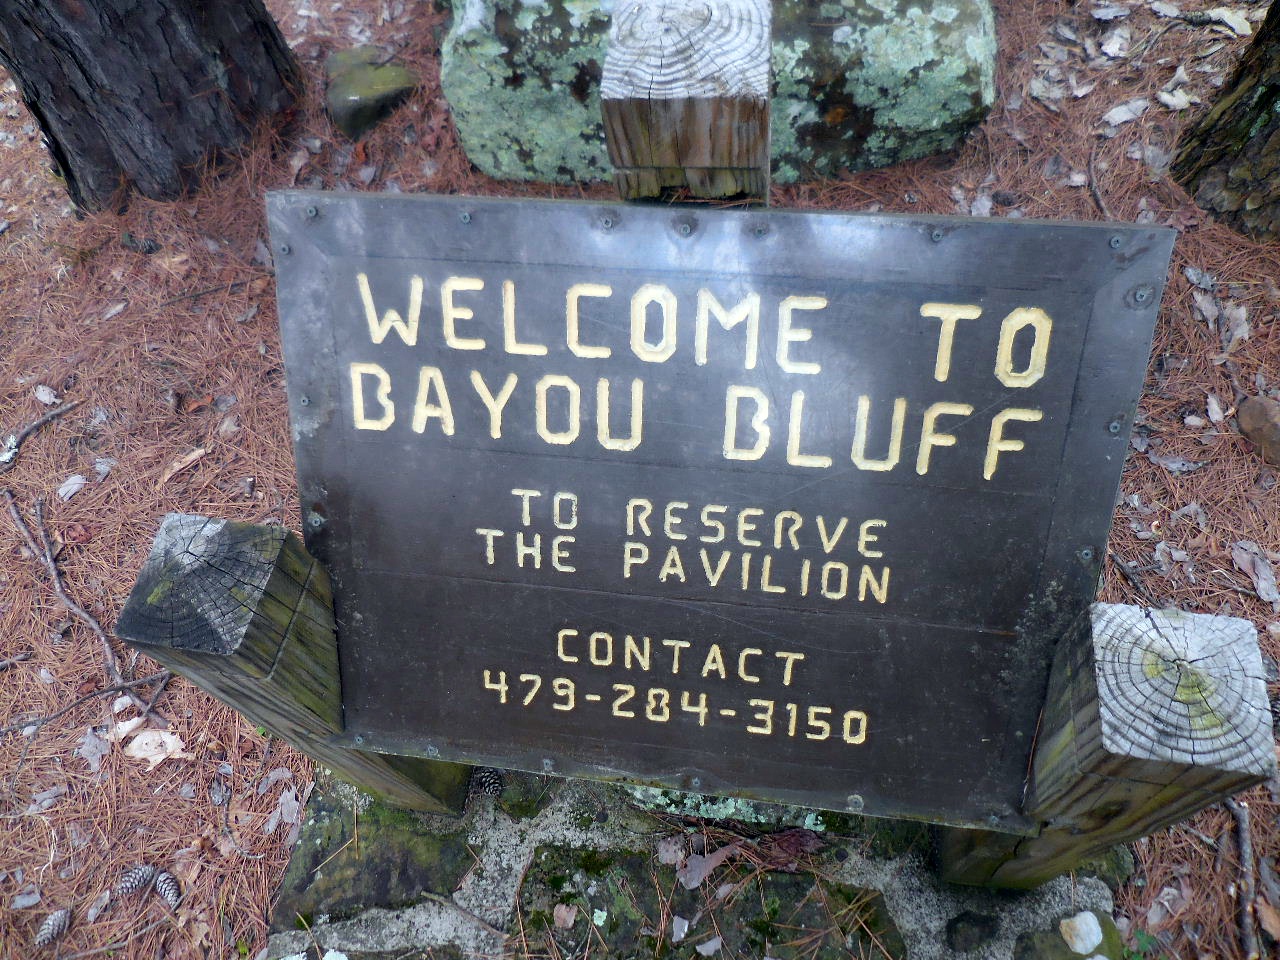 WELCOME TO
BAYOU BLUFF
TO RESERVE
THE PAVILION
CONTACT
479-284-3150